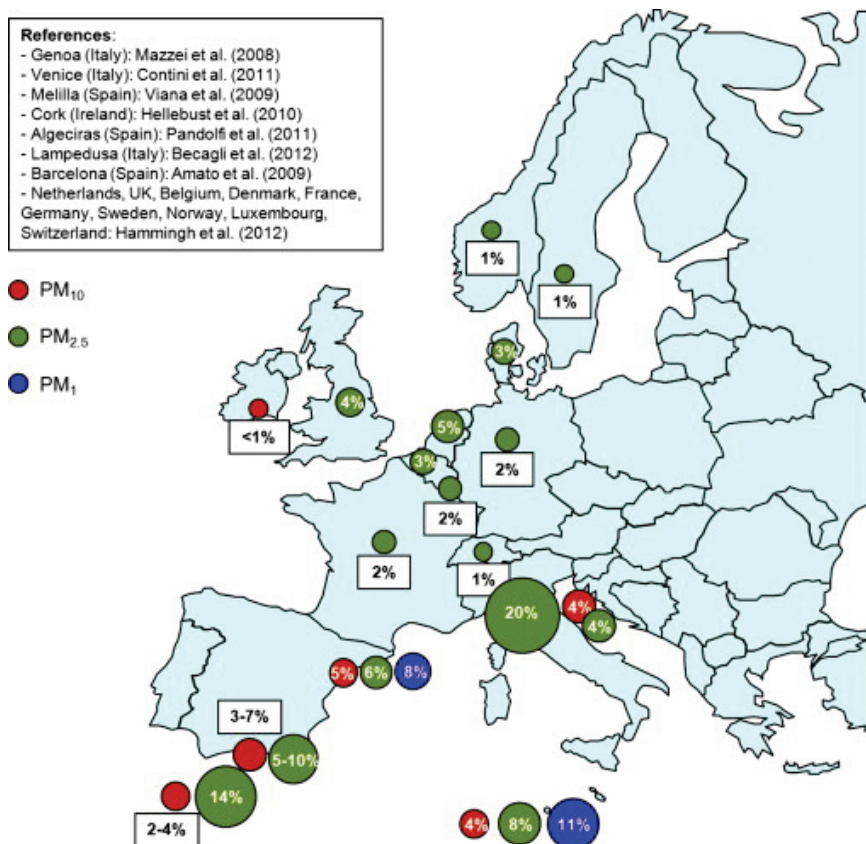 References:
- Genoa (Italy): Mazzei et al. (2008)
- Venice (Italy): Contini et al. (2011)
- Melilla (Spain): Viana et al. (2009)
- Cork (Ireland): Hellebust et al. (2010)
- Algeciras (Spain): Pandolfi et al. (2011)
- Lampedusa (Italy): Becagli et al. (2012)
- Barcelona (Spain): Amato et al. (2009)
- Netherlands, UK, Belgium, Denmark, France,
Germany, Sweden, Norway, Luxembourg,
Switzerland: Hammingh et al. (2012)
PM10
PM2.5
PM1
1%
1%
3%
4%
<1%
5%
3%
2%
2%
2%
1%
20%
4%
4%
5% 6% 8%
3-7%
5-10%
14%
2-4%
4% 8% 11%